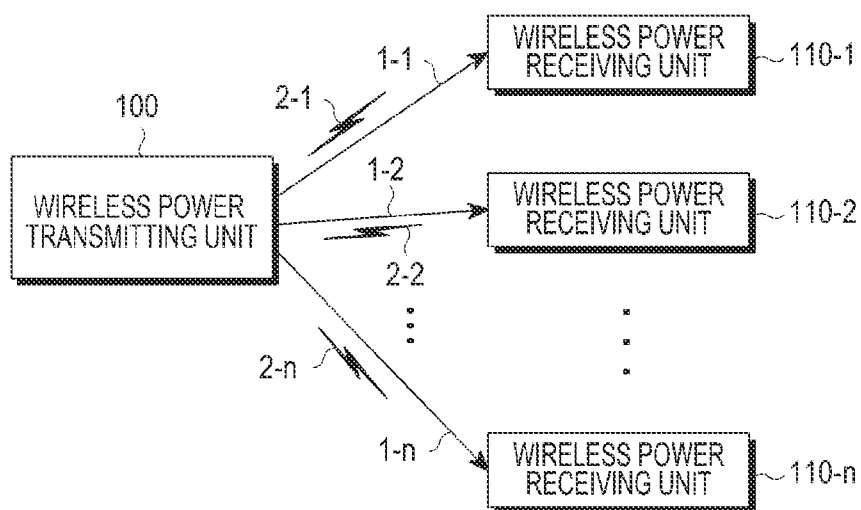 WIRELESS POWER
RECEIVING UNIT
110-1
1-1
2-1
100
WIRELESS POWER
TRANSMITTING UNIT
1-2
2-2
WIRELESS POWER
RECEIVING UNIT
110-2
2-n
1-n
WIRELESS POWER
RECEIVING UNIT
110-n